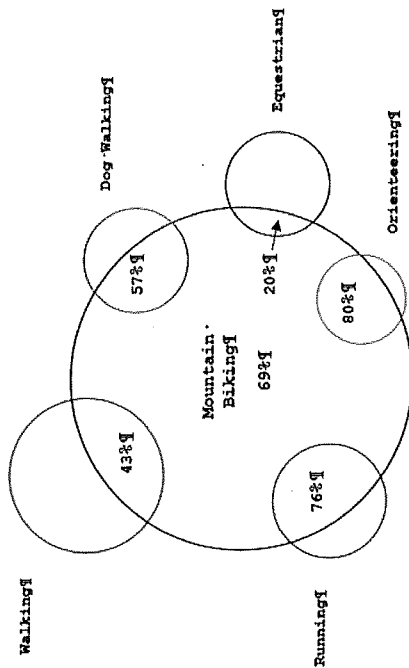 Walking¶
Dog·Walking¶
43%¶
57%¶
Mountain·
Biking¶
69%¶
20%¶
Equestrian¶
76%¶
80%¶
Running¶
Orienteering¶